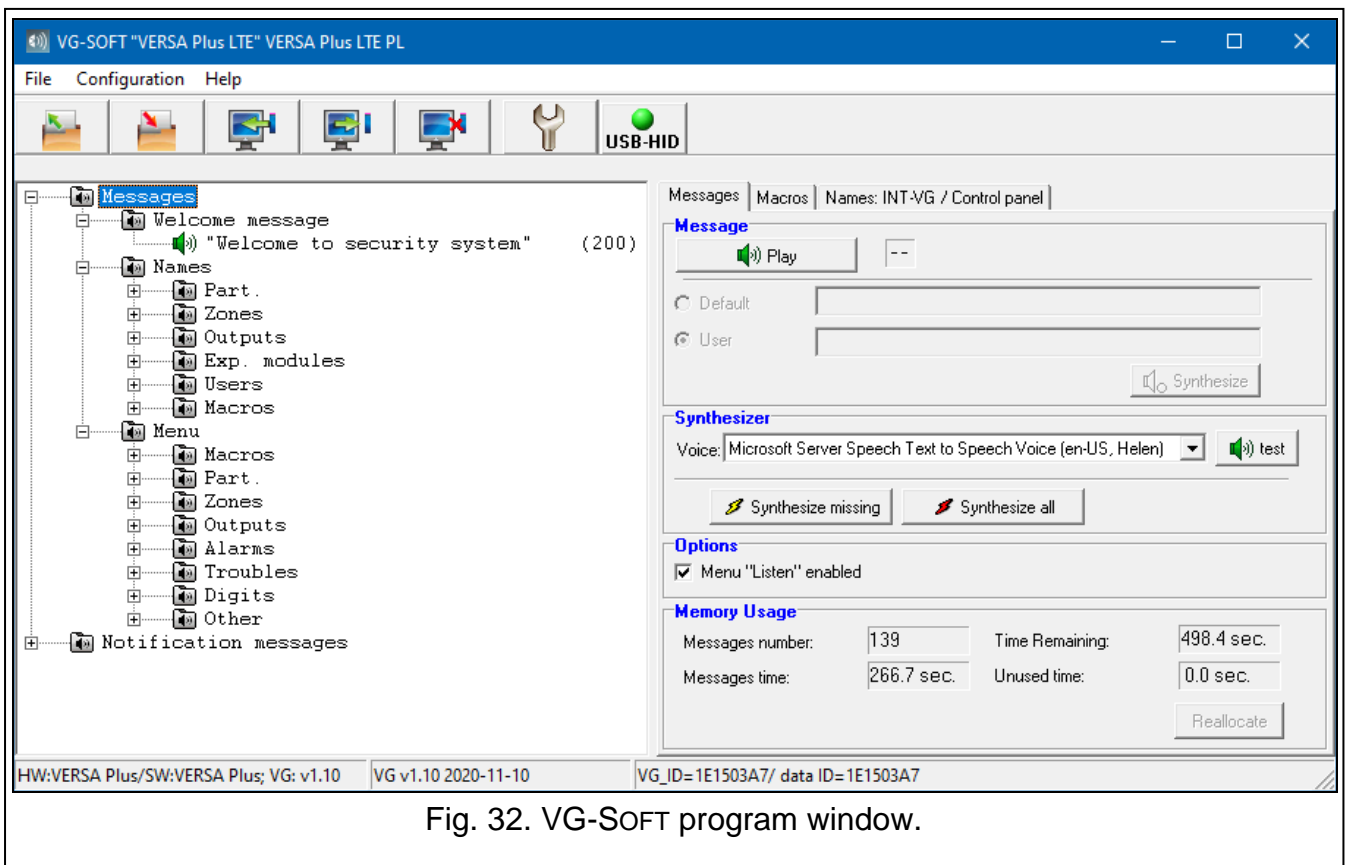 VG-SOFT "VERSA Plus LTE" VERSA Plus LTE PL
File Configuration Help
USB-HID
Messages
Welcome message
"Welcome to security system" (200)
Names
Part.
Zones
Outputs
Exp. modules
Users
Macros
Menu
Macros
Part.
Zones
Outputs
Alarms
Troubles
Digits
Other
Notification messages
Messages Macros Names: INT-VG / Control panel
Message
Play --
Default
User
Synthesize
Synthesizer
Voice: Microsoft Server Speech Text to Speech Voice (en-US, Helen) test
Synthesize missing Synthesize all
Options
Menu "Listen" enabled
Memory Usage
Messages number: 139 Time Remaining: 498.4 sec.
Messages time: 266.7 sec. Unused time: 0.0 sec.
Reallocate
HW:VERSA Plus/SW:VERSA Plus; VG: v1.10 VG v1.10 2020-11-10 VG_ID=1E1503A7/ data ID=1E1503A7
Fig. 32. VG-SOFT program window.